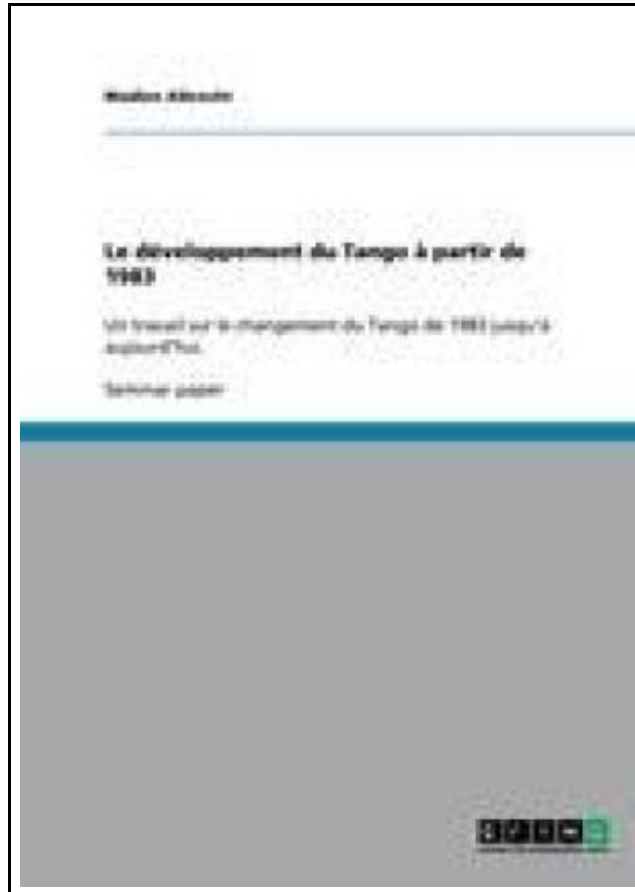 Le développement du Tango à partir de
1983
Un travail sur le changement du Tango de 1983 jusqu'à
aujourd'hui
Seminar paper